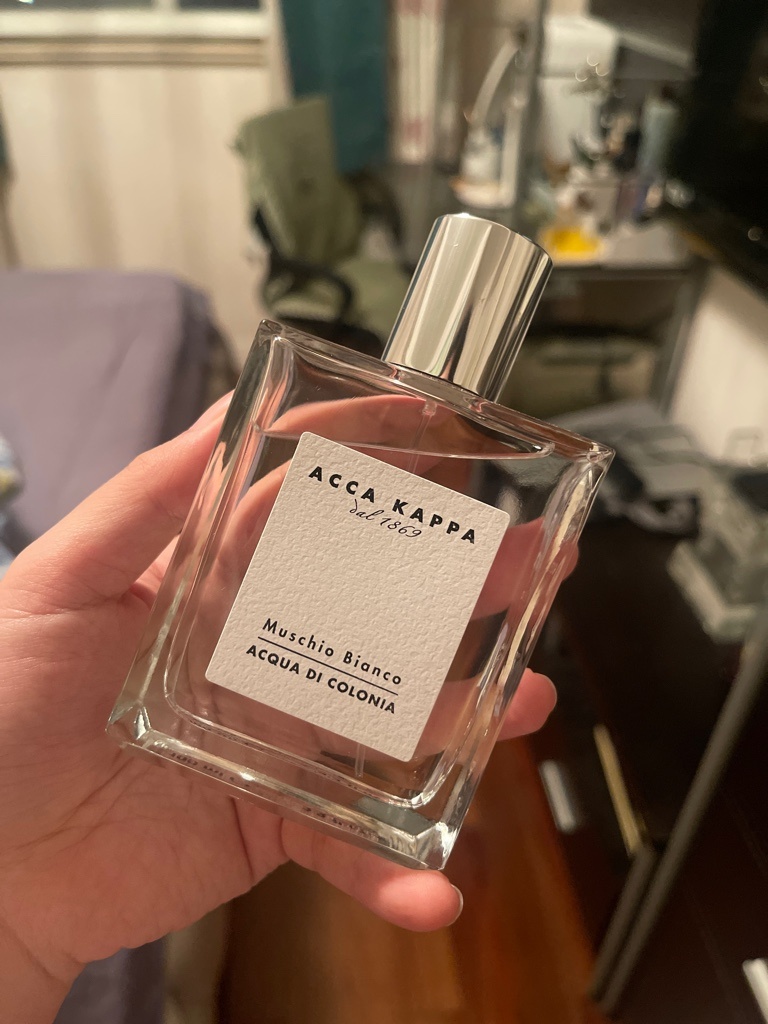 ACCA KAPPA
dal 1869
Muschio Bianco
ACQUA DI COLONIA